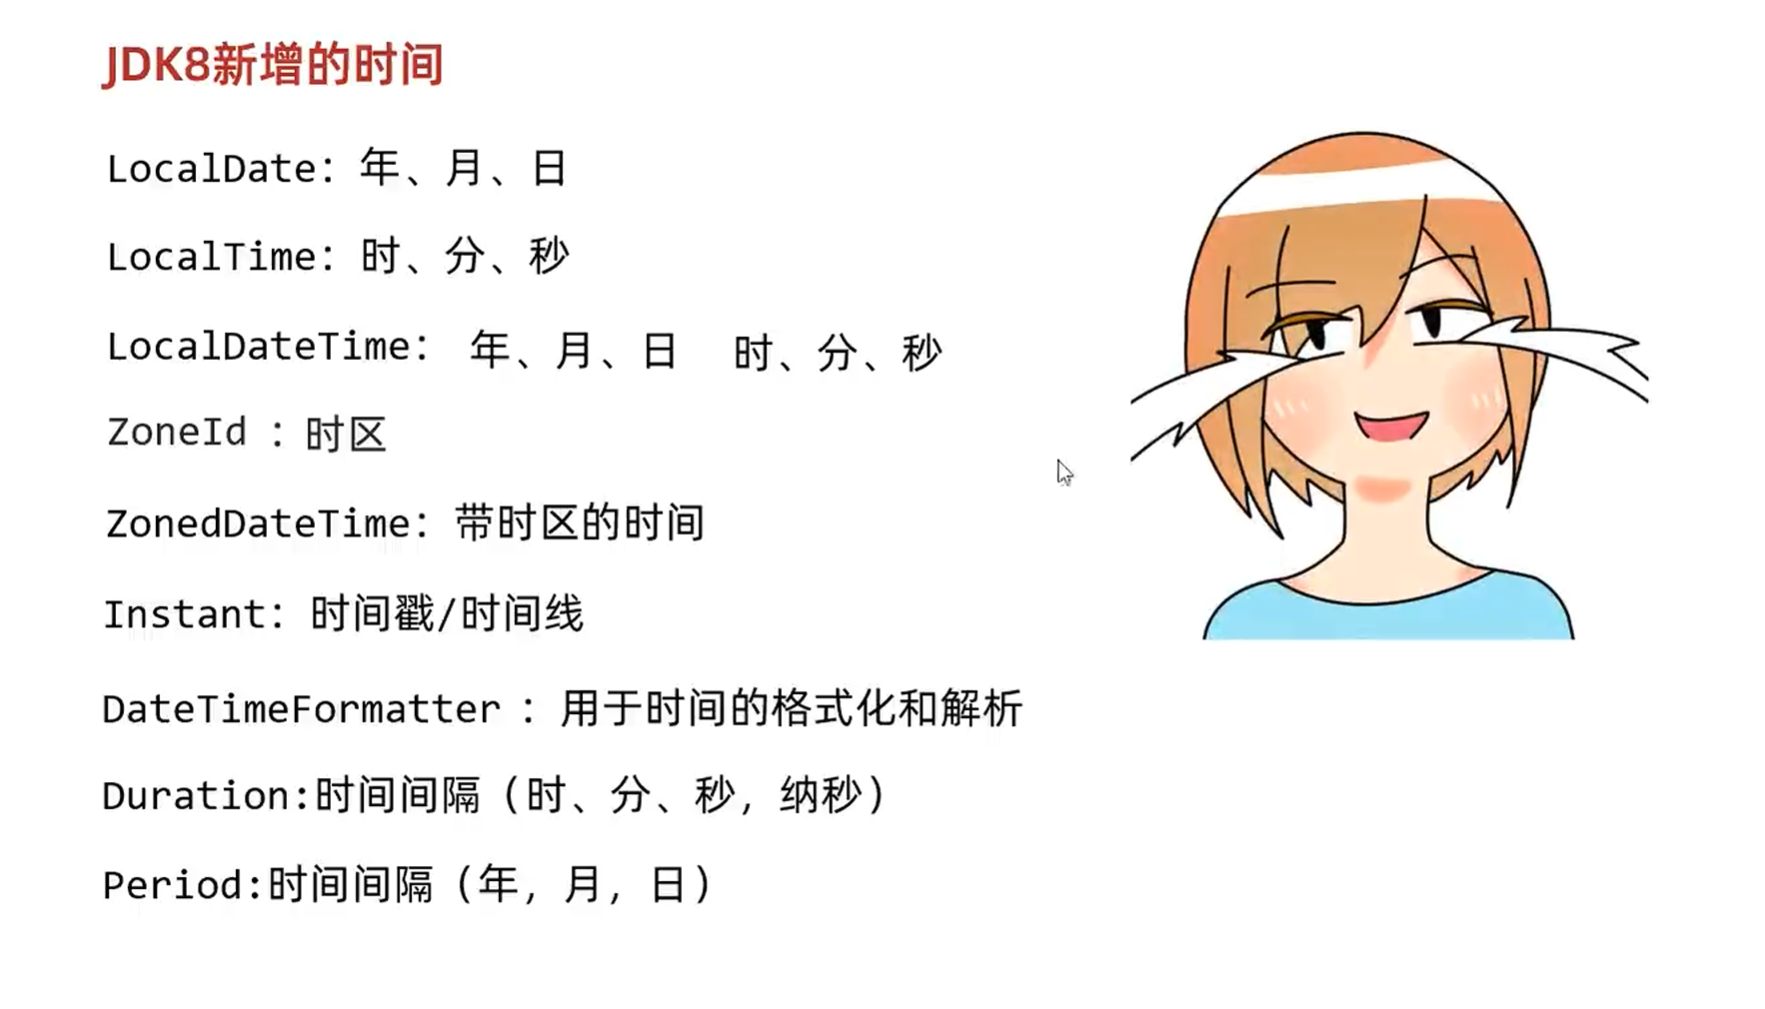 JDK8新增的时间
LocalDate：年、月、日
LocalTime：时、分、秒
LocalDateTime： 年、月、日 时、分、秒
ZoneId ：时区
ZonedDateTime：带时区的时间
Instant：时间戳/时间线
DateTimeFormatter ：用于时间的格式化和解析
Duration:时间间隔（时、分、秒，纳秒）
Period:时间间隔（年，月，日）